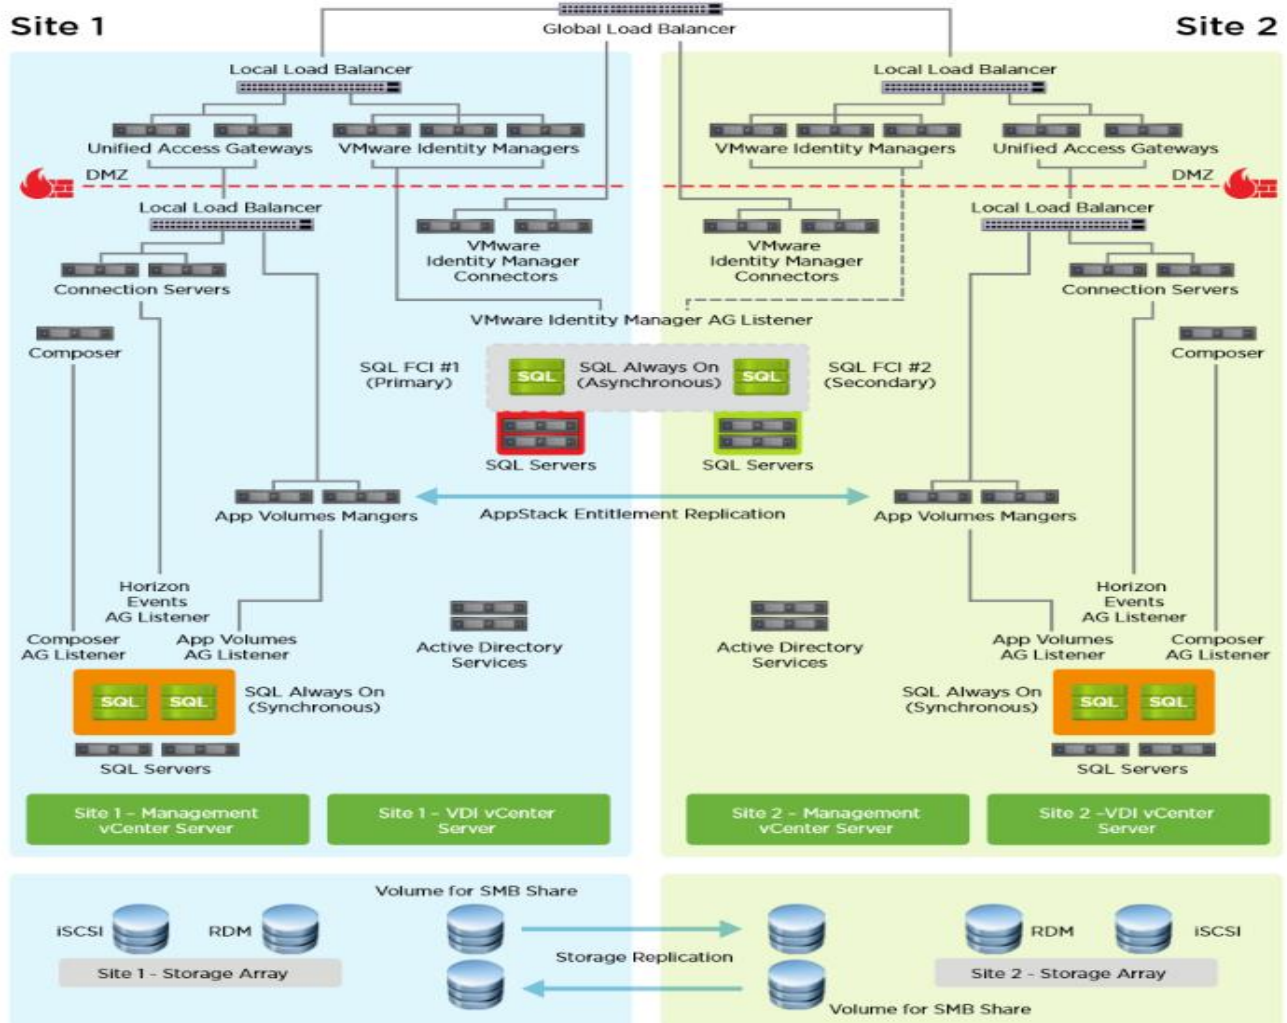 Site 1
Global Load Balancer
Site 2
Local Load Balancer
Local Load Balancer
Unified Access Gateways
VMware Identity Managers
VMware Identity Managers
Unified Access Gateways
DMZ
DMZ
Local Load Balancer
Local Load Balancer
VMware
Identity Manager
Connectors
VMware
Identity Manager
Connectors
Connection Servers
Connection Servers
VMware Identity Manager AG Listener
Composer
Composer
SQL FCI #1
(Primary)
SQL
SQL Always On
(Asynchronous)
SQL
SQL FCI #2
(Secondary)
SQL Servers
SQL Servers
App Volumes Mangers
AppStack Entitlement Replication
App Volumes Mangers
Horizon
Events
AG Listener
Horizon
Events
AG Listener
Composer
AG Listener
App Volumes
AG Listener
Active Directory
Services
Active Directory
Services
App Volumes
AG Listener
Composer
AG Listener
SQL
SQL
SQL Always On
(Synchronous)
SQL Always On
(Synchronous)
SQL
SQL
SQL Servers
SQL Servers
Site 1 - Management
vCenter Server
Site 1 - VDI vCenter
Server
Site 2 - Management
vCenter Server
Site 2 -VDI vCenter
Server
Volume for SMB Share
iSCSI
RDM
RDM
iSCSI
Storage Replication
Site 1 - Storage Array
Site 2 - Storage Array
Volume for SMB Share